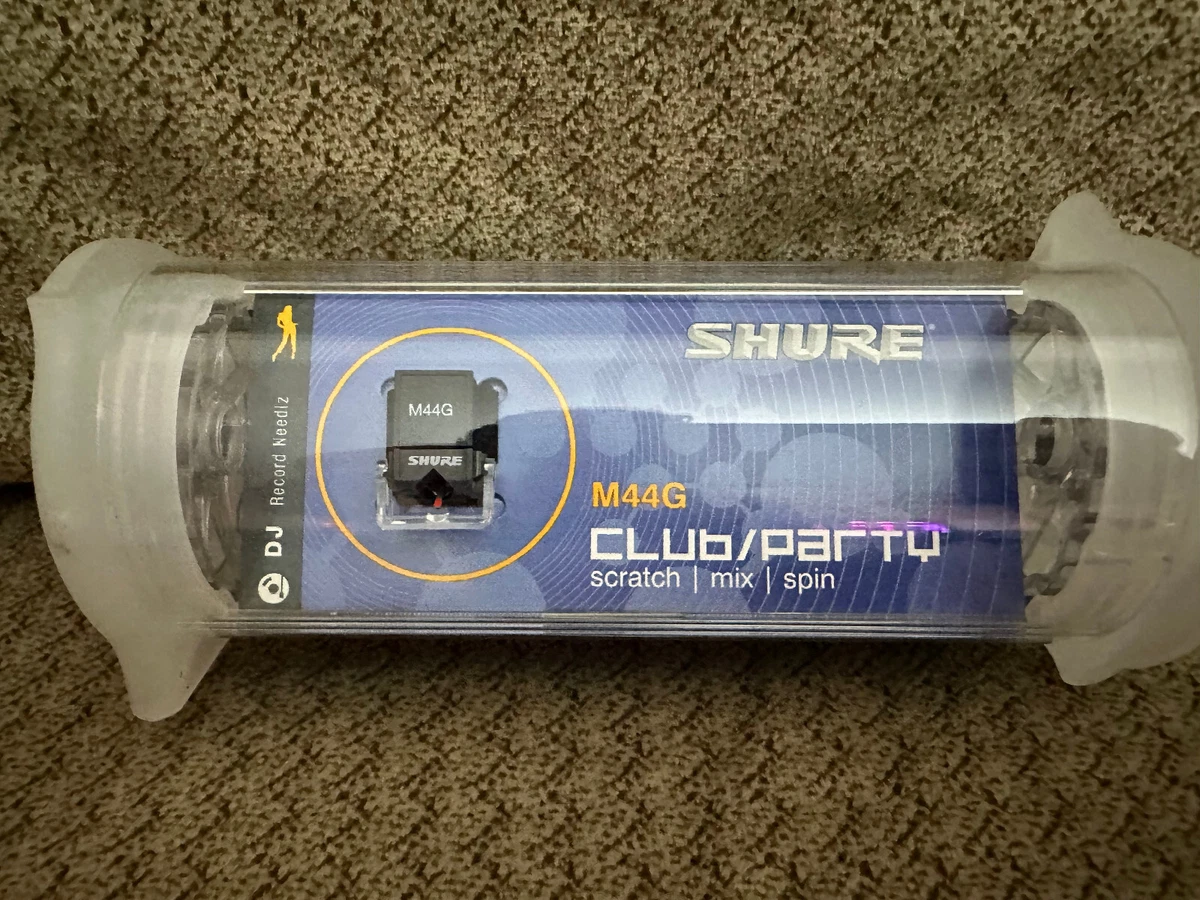 DJ Record Needlz
M44G
SHURE
SHURE
M44G
CLUB/PARTY
scratch | mix | spin